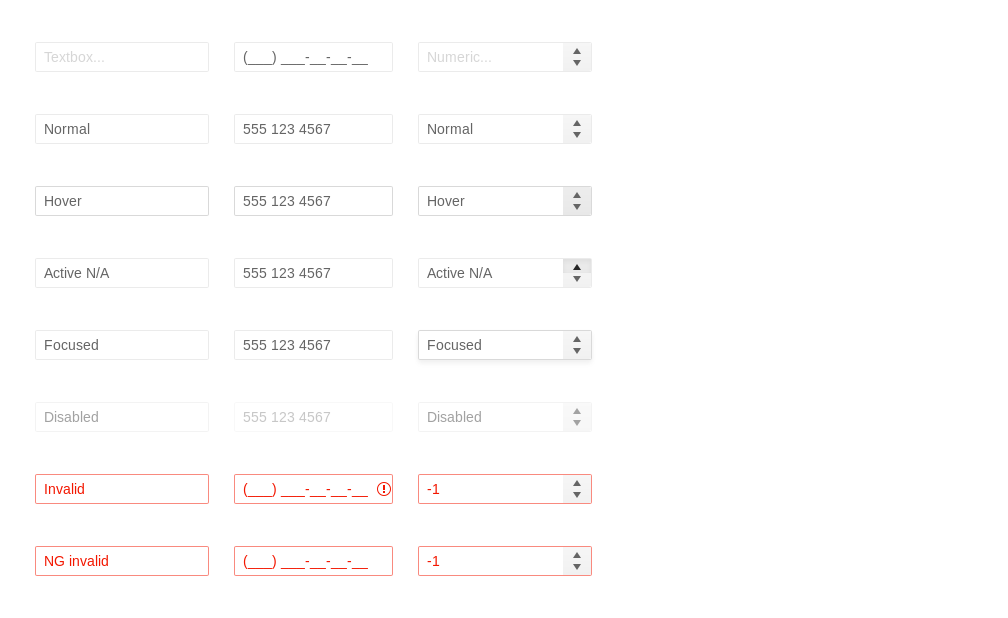 Textbox... (___) ___-__-__-__ Numeric...
Normal 555 123 4567 Normal
Hover 555 123 4567 Hover
Active N/A 555 123 4567 Active N/A
Focused 555 123 4567 Focused
Disabled 555 123 4567 Disabled
Invalid (___) ___-__-__-__ -1
NG invalid (___) ___-__-__-__ -1